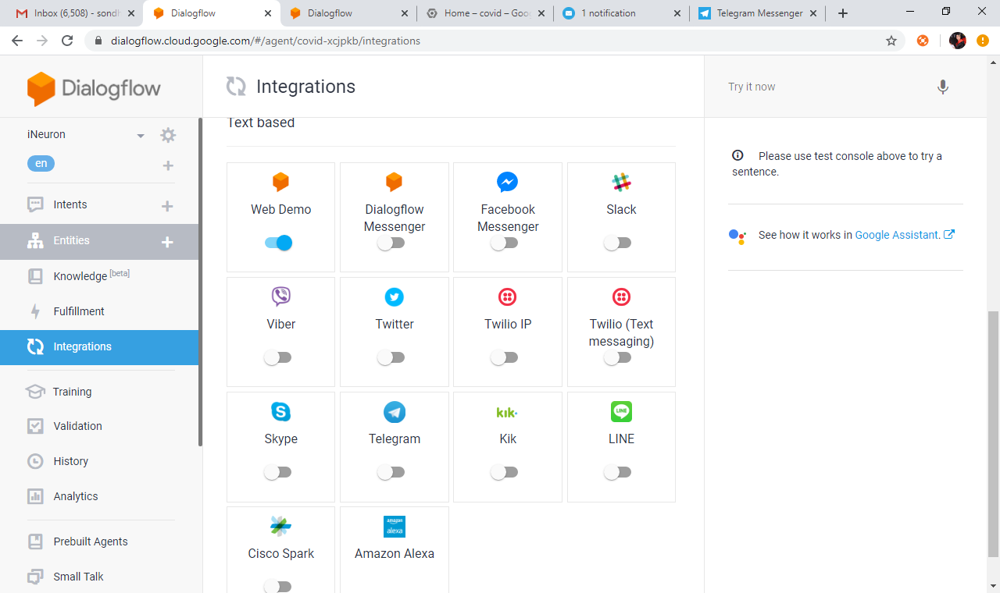 Inbox (6,508) - sondh
Dialogflow
Dialogflow
Home – covid – Goo
1 notification
Telegram Messenger
dialogflow.cloud.google.com/#/agent/covid-xcjpkb/integrations
Dialogflow
iNeuron
en
Intents
Entities
Knowledge [beta]
Fulfillment
Integrations
Training
Validation
History
Analytics
Prebuilt Agents
Small Talk
Integrations
Text based
Web Demo
Dialogflow
Messenger
Facebook
Messenger
Slack
Viber
Twitter
Twilio IP
Twilio (Text
messaging)
Skype
Telegram
kik
Kik
LINE
LINE
Cisco Spark
amazon
alexa
Amazon Alexa
Try it now
Please use test console above to try a
sentence.
See how it works in Google Assistant.